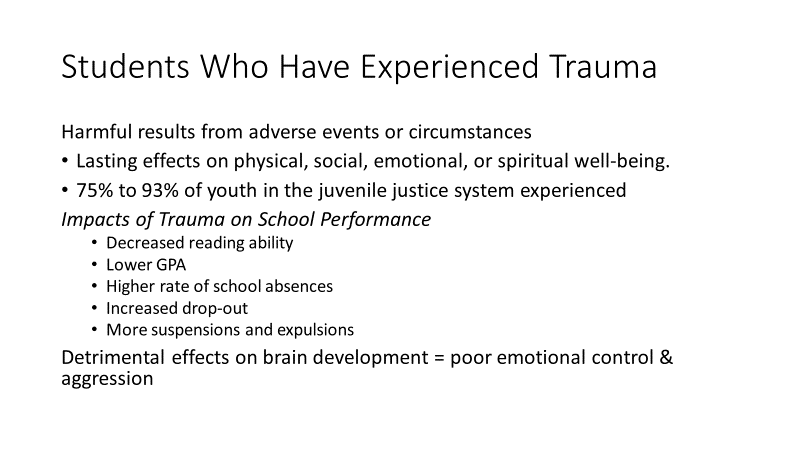 Students Who Have Experienced Trauma
Harmful results from adverse events or circumstances
• Lasting effects on physical, social, emotional, or spiritual well-being.
• 75% to 93% of youth in the juvenile justice system experienced
Impacts of Trauma on School Performance
• Decreased reading ability
• Lower GPA
• Higher rate of school absences
• Increased drop-out
• More suspensions and expulsions
Detrimental effects on brain development = poor emotional control &
aggression